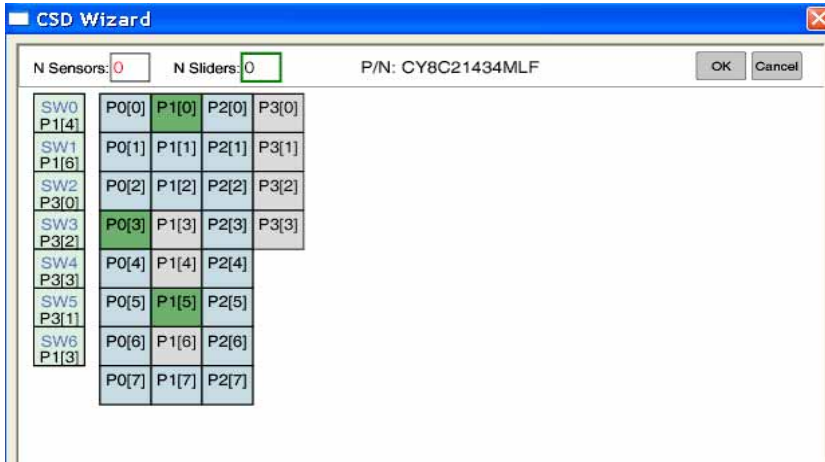 CSD Wizard
N Sensors: 0 N Sliders: 0 P/N: CY8C21434MLF OK Cancel
SW0 P0[0] P1[0] P2[0] P3[0]
P1[4]
SW1 P0[1] P1[1] P2[1] P3[1]
P1[6]
SW2 P0[2] P1[2] P2[2] P3[2]
P3[0]
SW3 P0[3] P1[3] P2[3] P3[3]
P3[2]
SW4 P0[4] P1[4] P2[4]
P3[3]
SW5 P0[5] P1[5] P2[5]
P3[1]
SW6 P0[6] P1[6] P2[6]
P1[3]
P0[7] P1[7] P2[7]